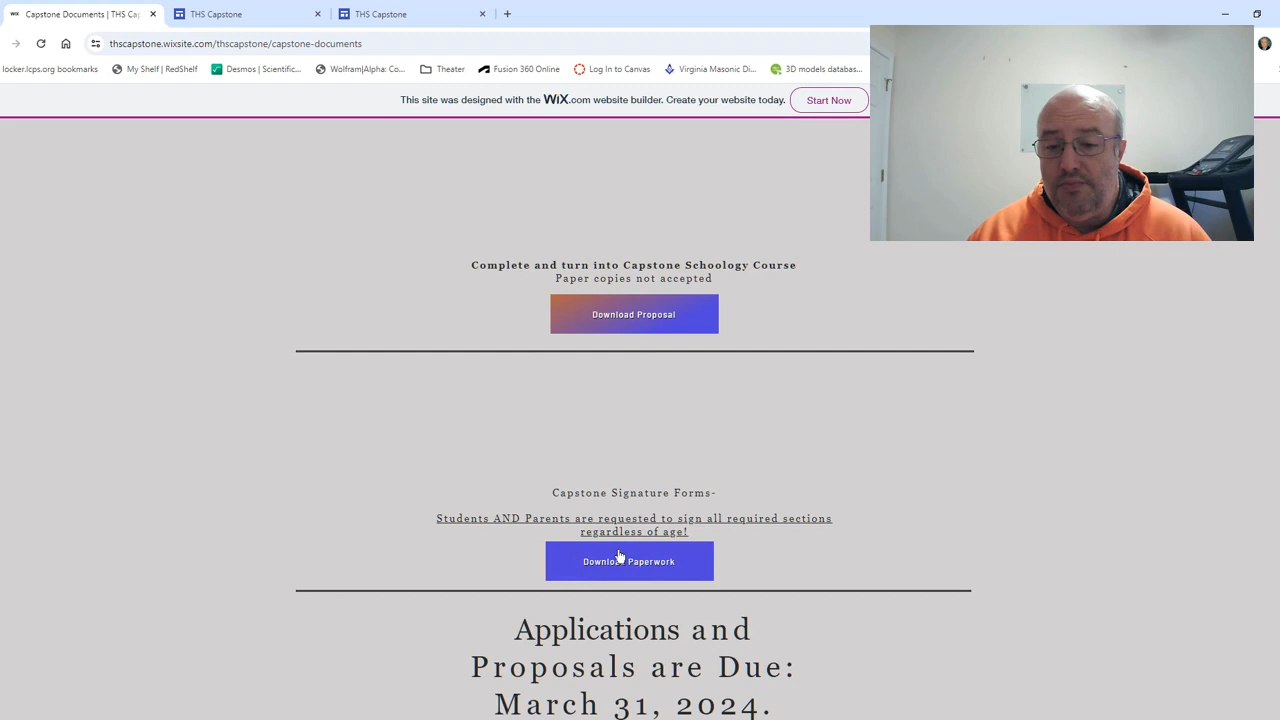 Capstone Documents | THS Ca
THS Capstone
THS Capstone
thscapstone.wixsite.com/thscapstone/capstone-documents
locker.lcps.org bookmarks
My Shelf | RedShelf
Desmos | Scientific...
Wolfram|Alpha: Co...
Theater
Fusion 360 Online
Log In to Canvas
Virginia Masonic Di...
3D models databas...
This site was designed with the WiX.com website builder. Create your website today.
Start Now
Complete and turn into Capstone Schoology Course
Paper copies not accepted
Download Proposal
Capstone Signature Forms-
Students AND Parents are requested to sign all required sections
regardless of age!
Download Paperwork
Applications and
Proposals are Due:
March 31, 2024.